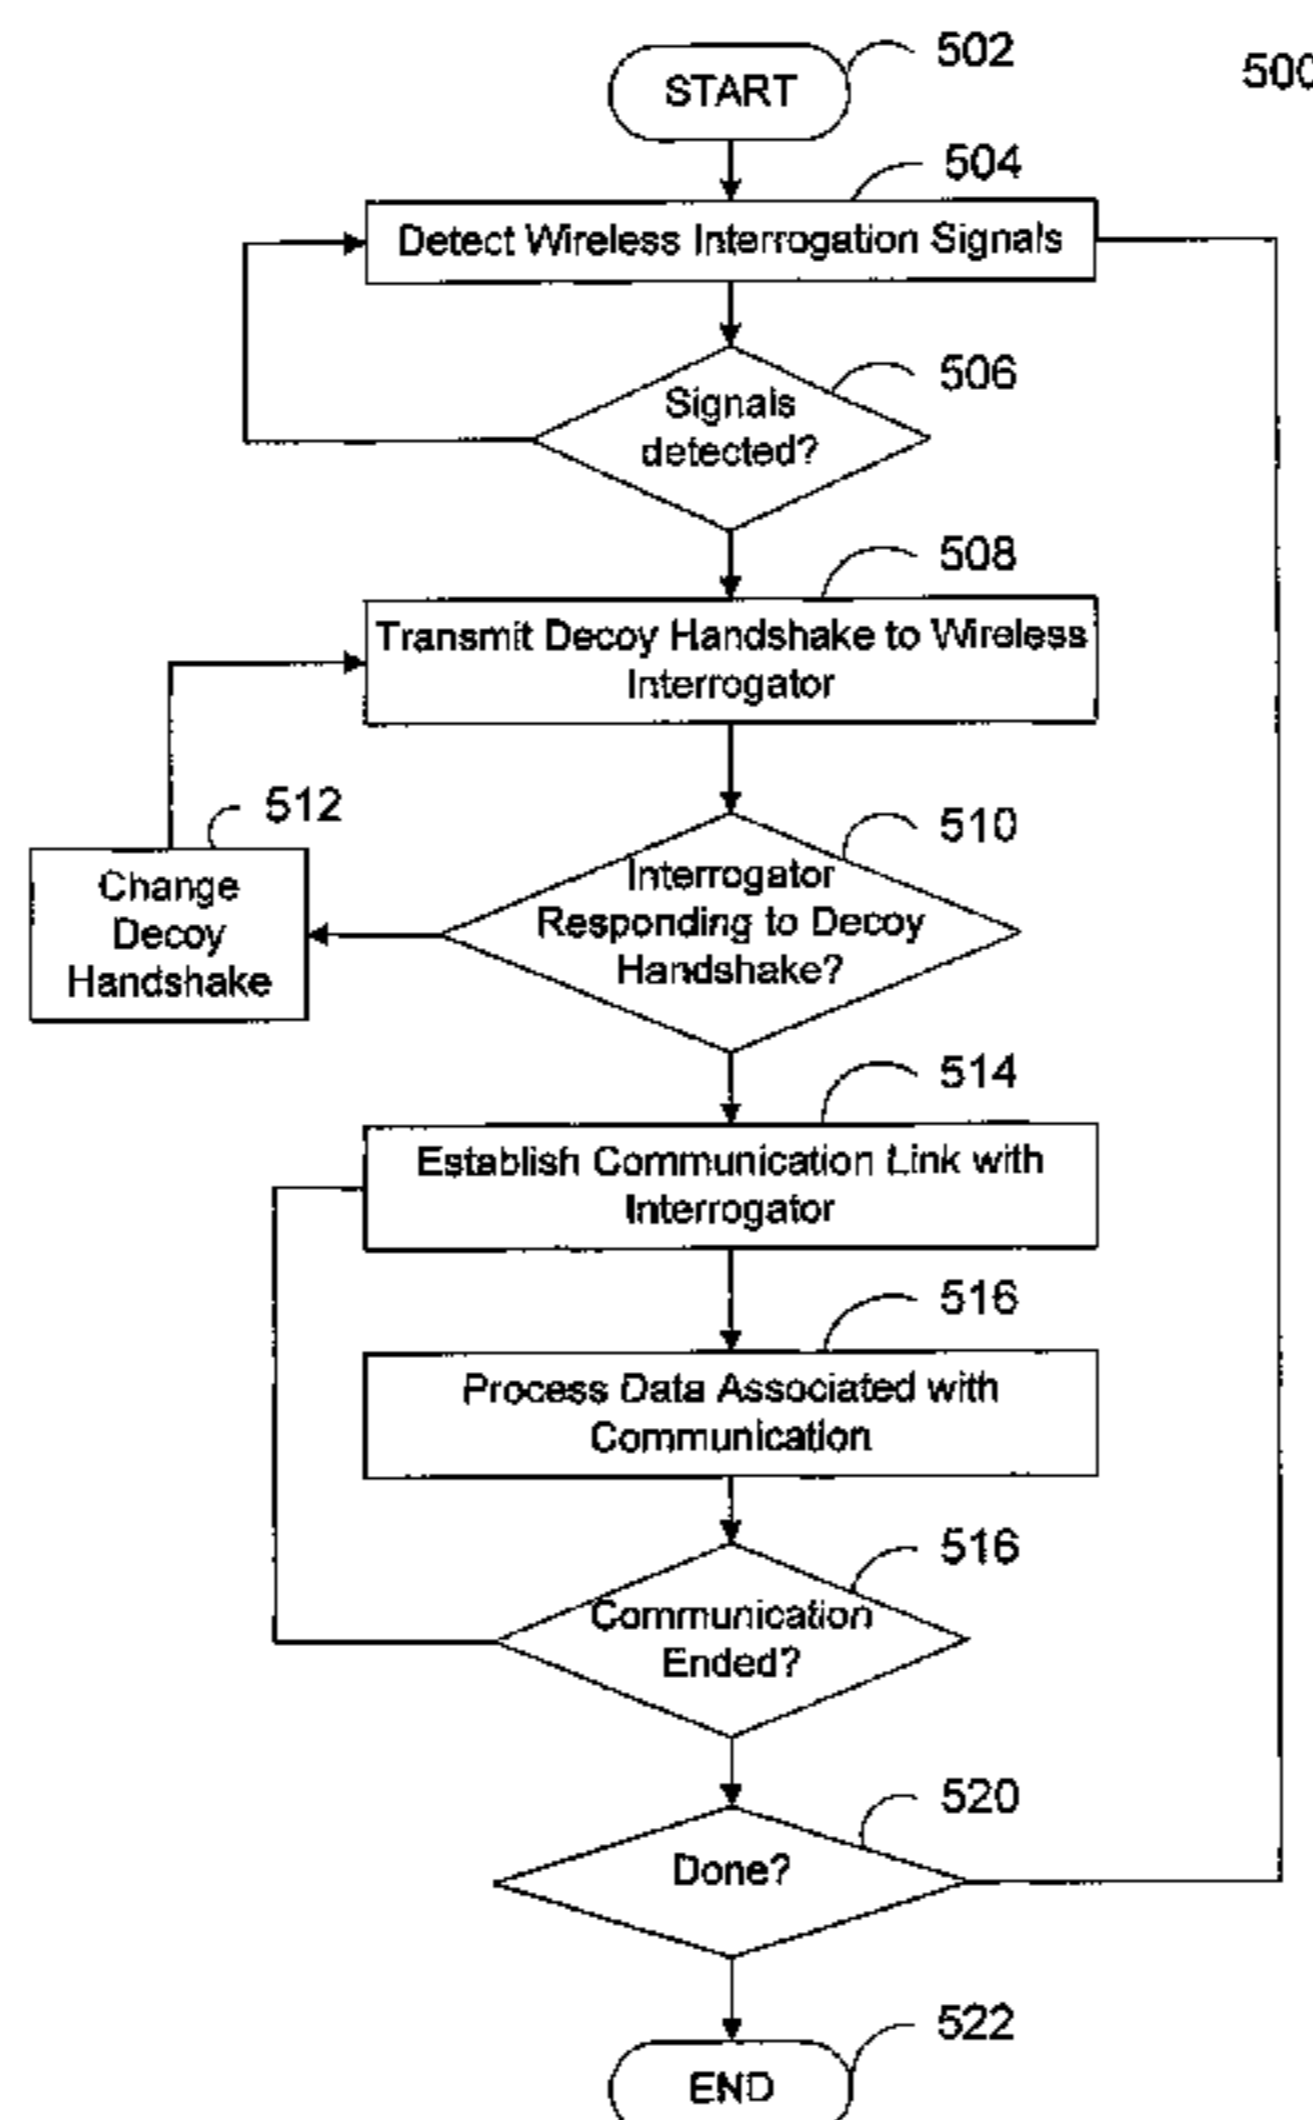 502
500
START
504
Detect Wireless Interrogation Signals
506
Signals
detected?
508
Transmit Decoy Handshake to Wireless
Interrogator
512
510
Change
Decoy
Handshake
Interrogator
Responding to Decoy
Handshake?
514
Establish Communication Link with
Interrogator
516
Process Data Associated with
Communication
516
Communication
Ended?
520
Done?
522
END